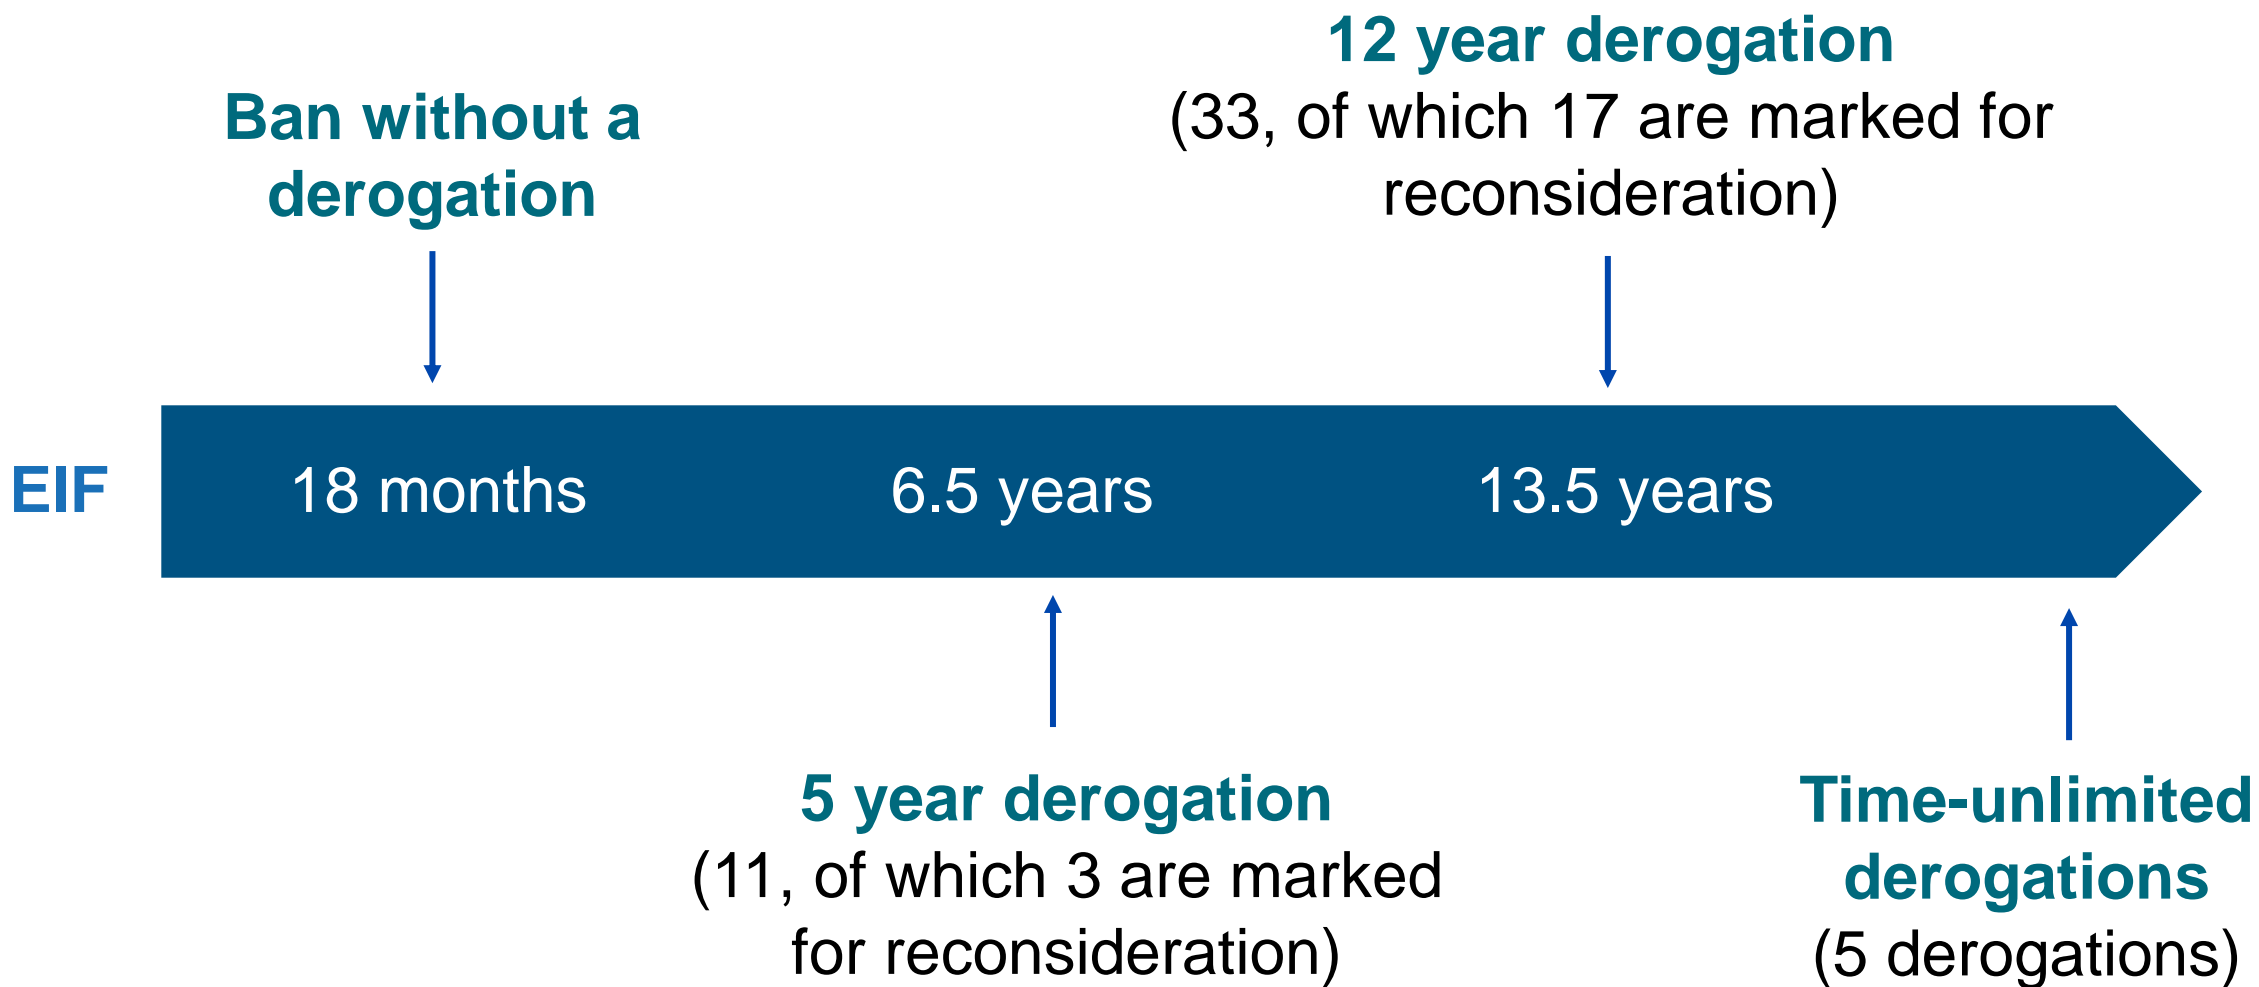 12 year derogation
(33, of which 17 are marked for
reconsideration)
Ban without a
derogation
EIF
18 months
6.5 years
13.5 years
5 year derogation
(11, of which 3 are marked
for reconsideration)
Time-unlimited
derogations
(5 derogations)